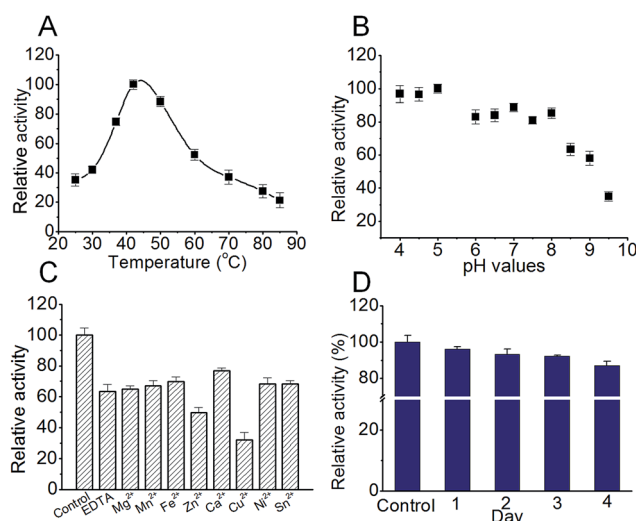 A
Relative activity
120
100
80
60
40
20
0
20 30 40 50 60 70 80 90
Temperature (°C)
B
Relative activity
120
100
80
60
40
20
4 5 6 7 8 9 10
pH values
C
Relative activity
120
100
80
60
40
20
0
Control EDTA Mg²⁺ Mn²⁺ Fe²⁺ Zn²⁺ Ca²⁺ Cu²⁺ Ni²⁺ Sn²⁺
D
Relative activity (%)
120
100
80
20
0
Control 1 2 3 4
Day